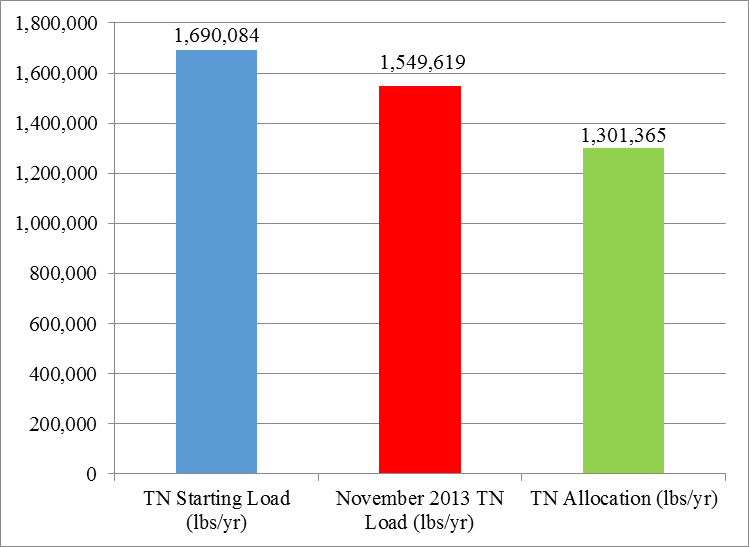 1,800,000
1,690,084
1,600,000
1,549,619
1,400,000
1,301,365
1,200,000
1,000,000
800,000
600,000
400,000
200,000
0
TN Starting Load
(lbs/yr)
November 2013 TN
Load (lbs/yr)
TN Allocation (lbs/yr)